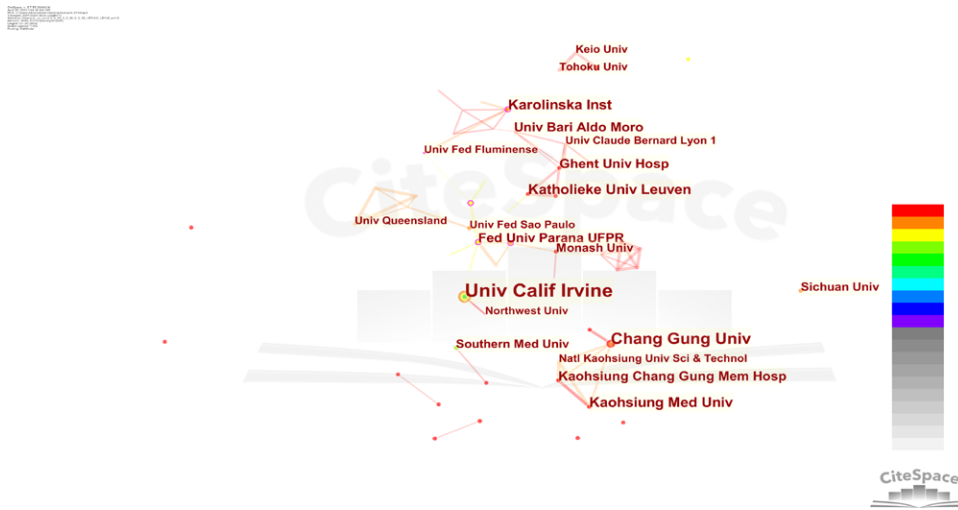 Keio Univ
Tohoku Univ
Karolinska Inst
Univ Bari Aldo Moro
Univ Claude Bernard Lyon 1
Univ Fed Fluminense
Ghent Univ Hosp
Katholieke Univ Leuven
CiteSpace
Univ Queensland
Univ Fed Sao Paulo
Fed Univ Parana UFPR
Monash Univ
Sichuan Univ
Univ Calif Irvine
Northwest Univ
Chang Gung Univ
Southern Med Univ
Natl Kaohsiung Univ Sci & Technol
Kaohsiung Chang Gung Mem Hosp
Kaohsiung Med Univ
CiteSpace